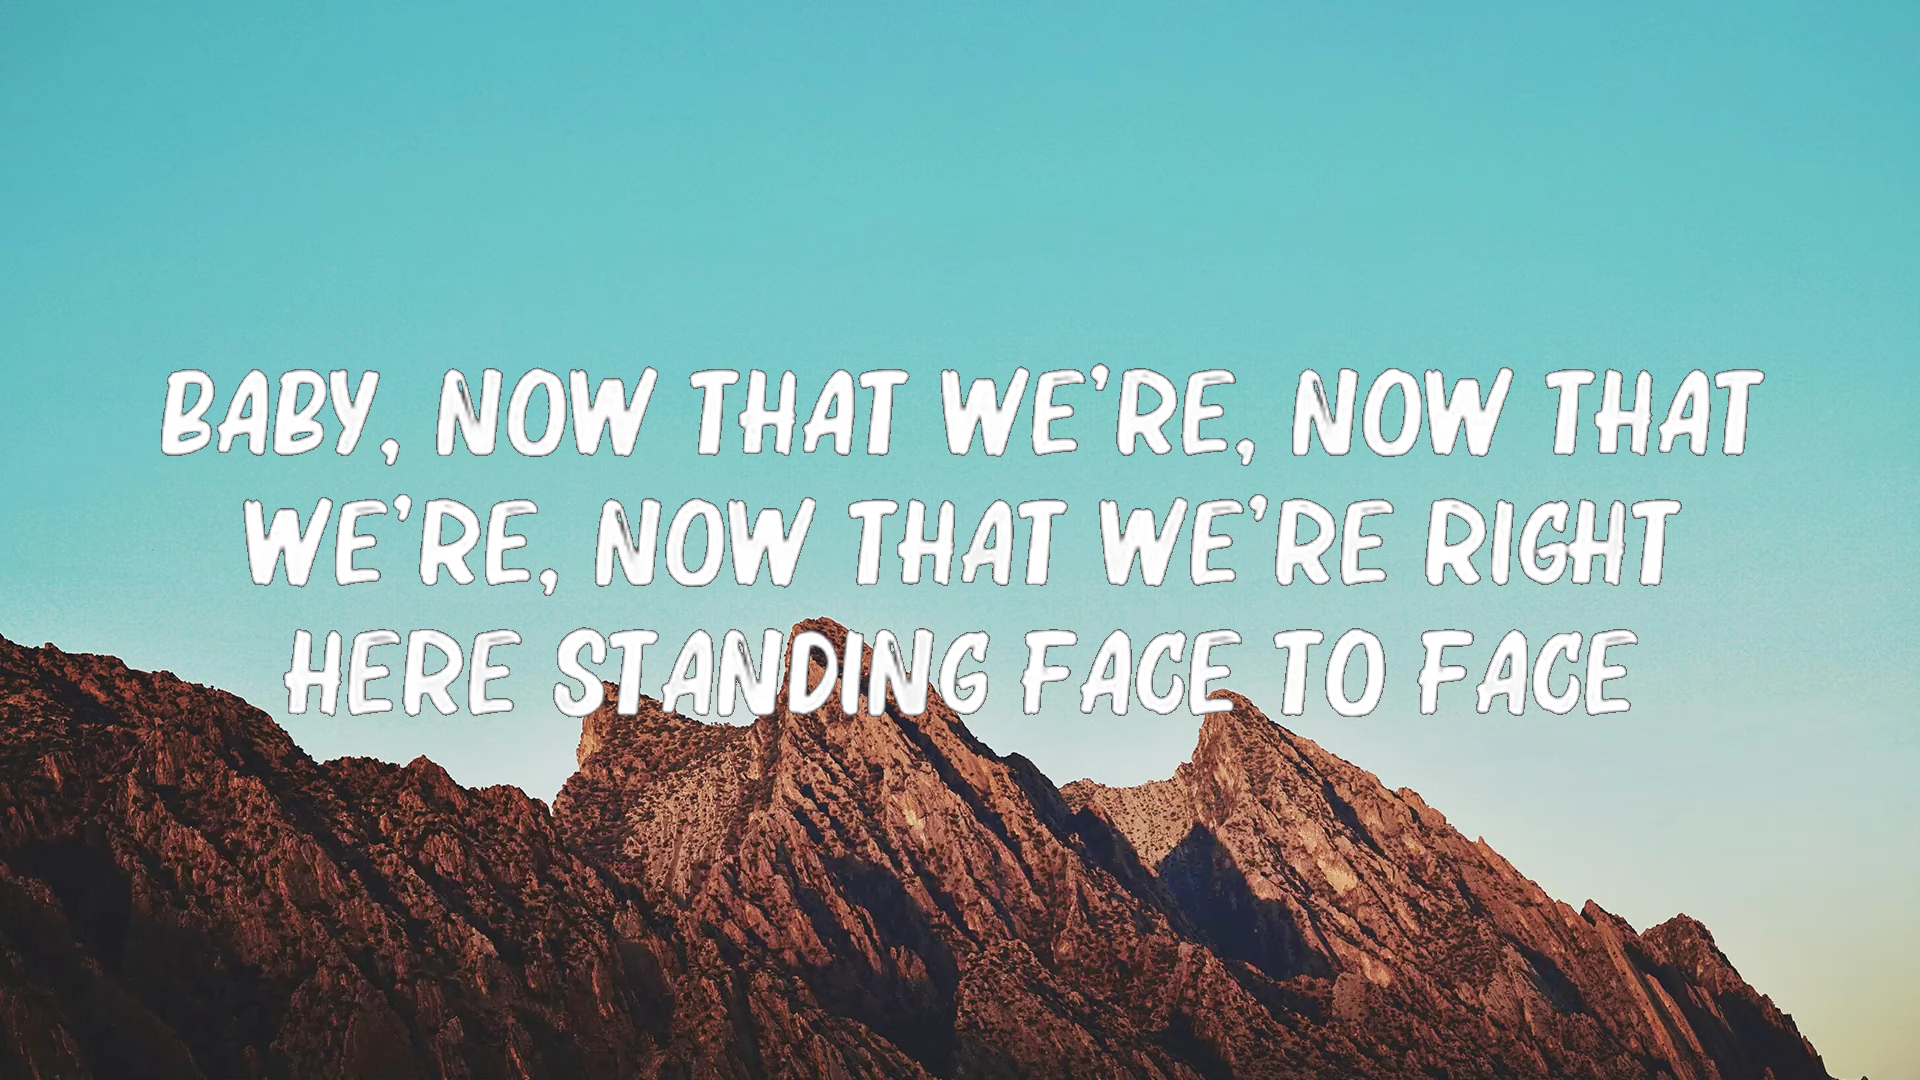 BABY, NOW THAT WE'RE, NOW THAT
WE'RE, NOW THAT WE'RE RIGHT
HERE STANDING FACE TO FACE